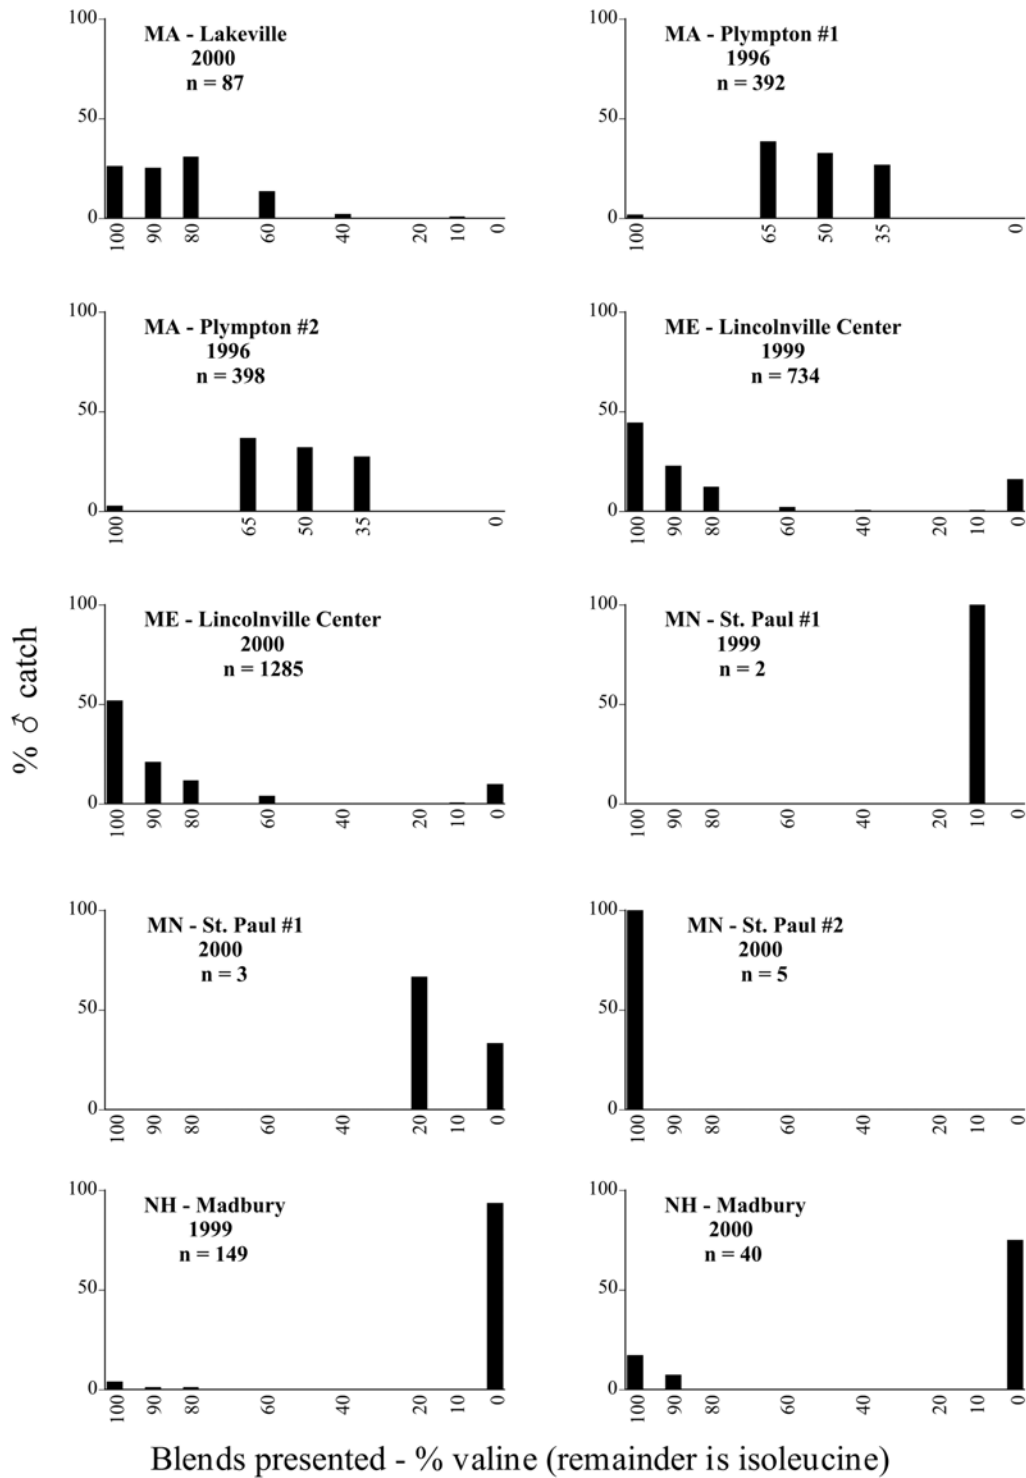 100
50
0
MA - Lakeville
2000
n = 87
100 90 80 60 40 20 10 0
100
50
0
MA - Plympton #1
1996
n = 392
100 65 50 35 0
100
50
0
MA - Plympton #2
1996
n = 398
100 65 50 35 0
100
50
0
ME - Lincolnville Center
1999
n = 734
100 90 80 60 40 20 10 0
% ♂ catch
100
50
0
ME - Lincolnville Center
2000
n = 1285
100 90 80 60 40 20 10 0
100
50
0
MN - St. Paul #1
1999
n = 2
100 90 80 60 40 20 10 0
100
50
0
MN - St. Paul #1
2000
n = 3
100 90 80 60 40 20 10 0
100
50
0
MN - St. Paul #2
2000
n = 5
100 90 80 60 40 20 10 0
100
50
0
NH - Madbury
1999
n = 149
100 90 80 60 40 20 10 0
100
50
0
NH - Madbury
2000
n = 40
100 90 80 60 40 20 10 0
Blends presented - % valine (remainder is isoleucine)